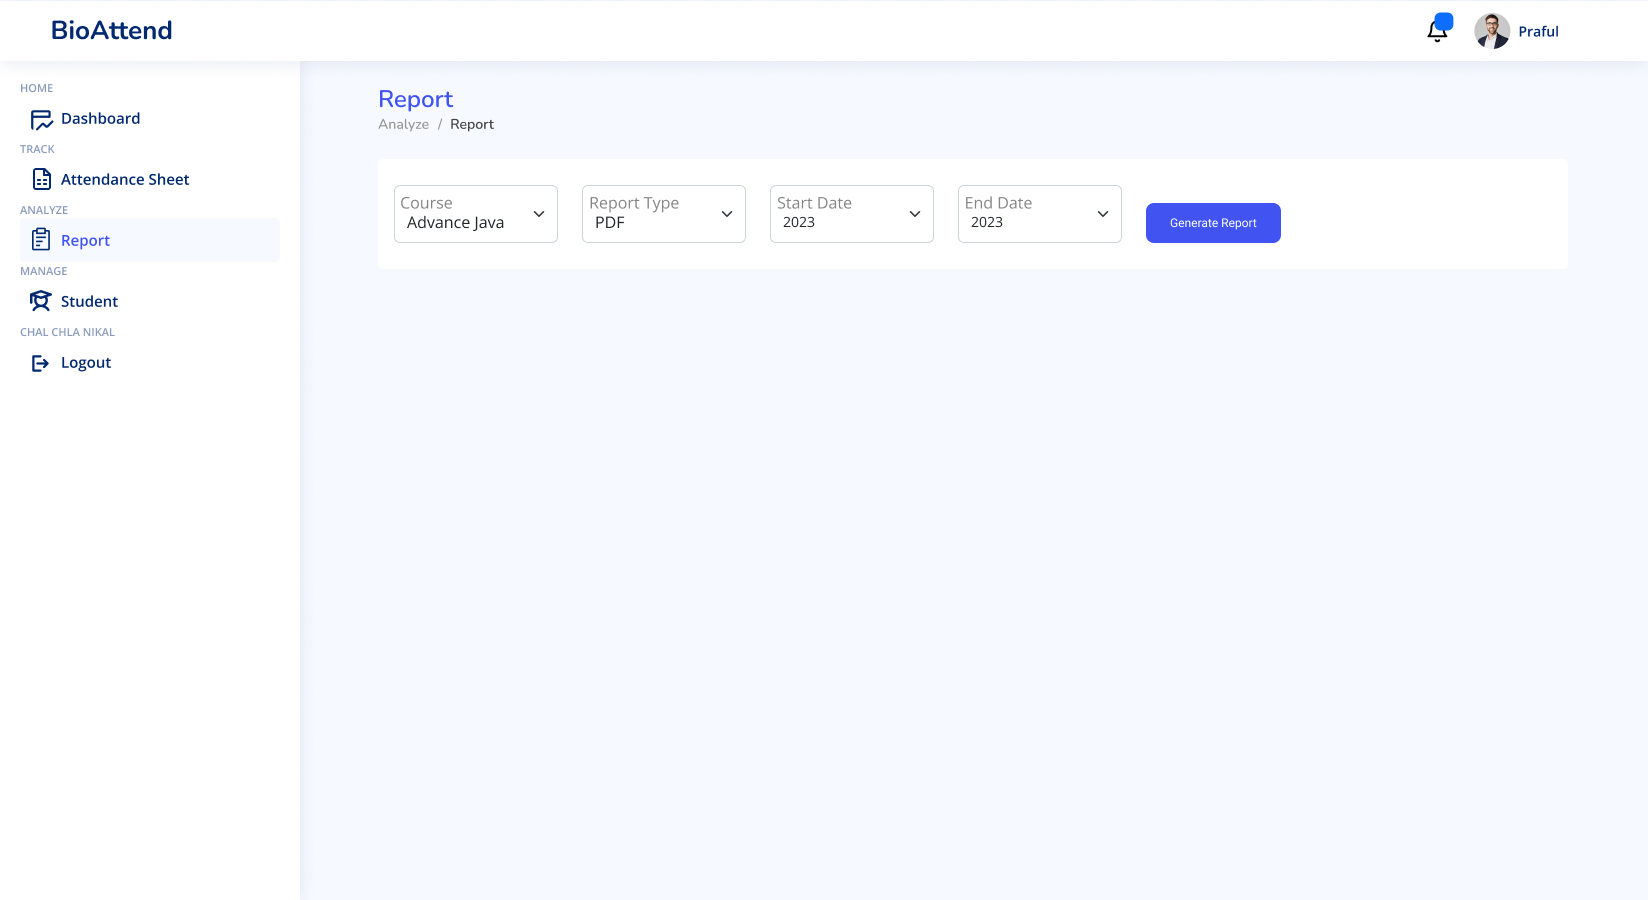 BioAttend
Praful
HOME
Dashboard
TRACK
Attendance Sheet
ANALYZE
Report
MANAGE
Student
CHAL CHLA NIKAL
Logout
Report
Analyze / Report
Course
Advance Java
Report Type
PDF
Start Date
2023
End Date
2023
Generate Report